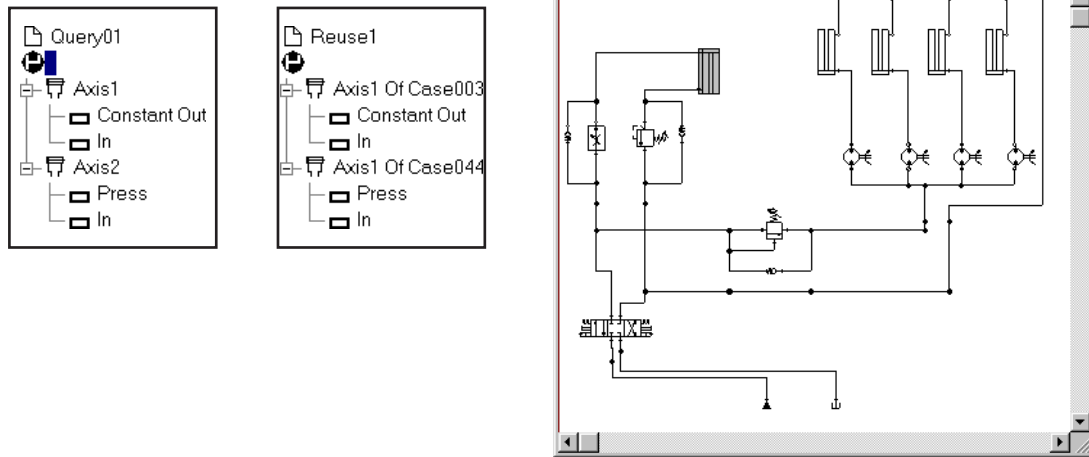 Query01
Axis1
Constant Out
In
Axis2
Press
In
Reuse1
Axis1 Of Case003
Constant Out
In
Axis1 Of Case044
Press
In